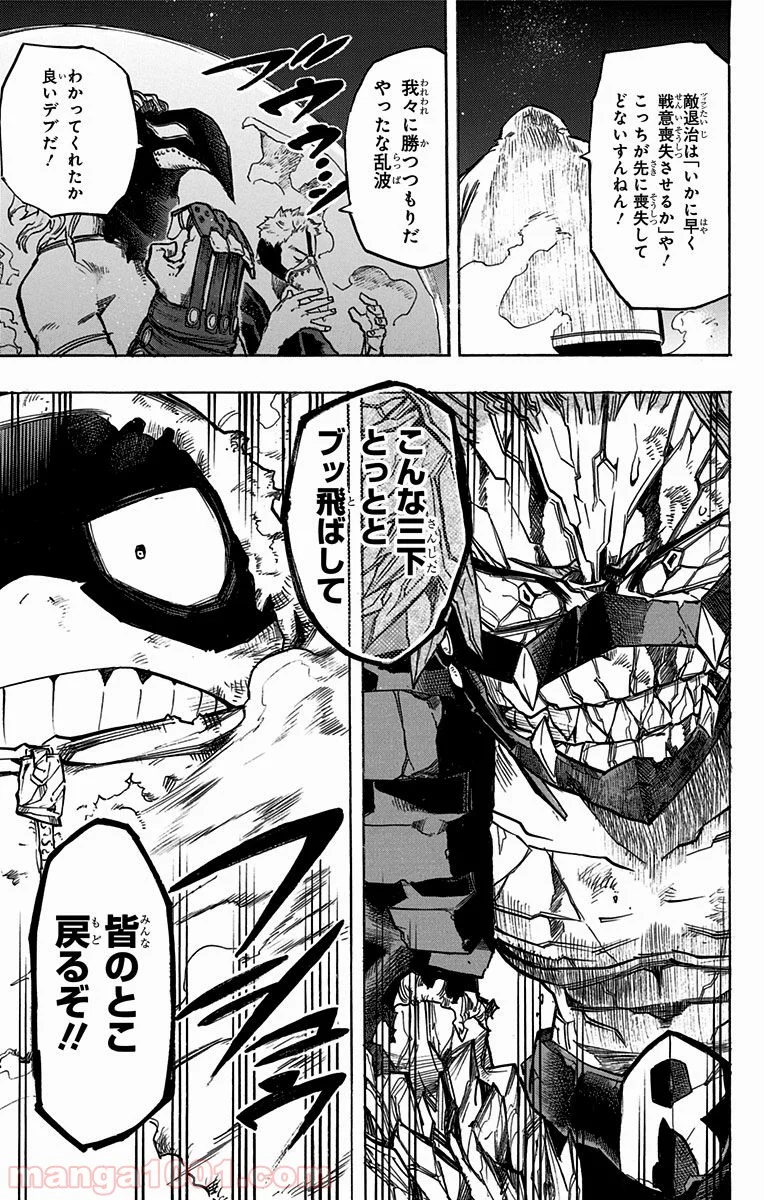 敵退治は「いかに早く
戦意喪失させるか」や!
こっちが先に喪失して
どないすんねん!
我々に勝つつもりだ
やったな乱波
わかってくれたか
良いデブだ!
ブウウン
こんな三下
とっとと
ブッ飛ばして
皆のとこ
戻るぞ!!
manga1001.com